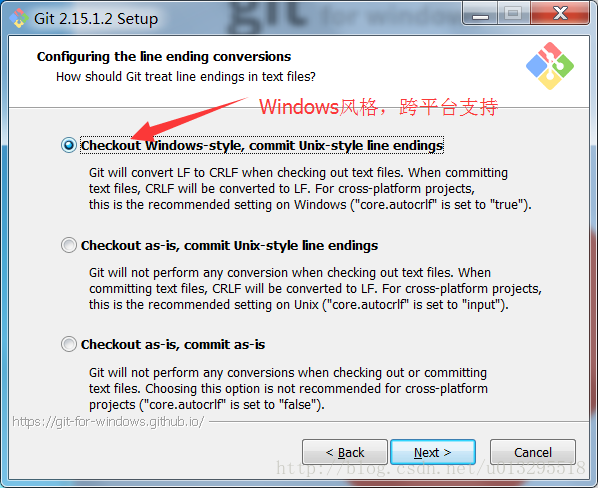 git for windows
Git 2.15.1.2 Setup
Configuring the line ending conversions
How should Git treat line endings in text files?
Windows风格，跨平台支持
Checkout Windows-style, commit Unix-style line endings
Git will convert LF to CRLF when checking out text files. When committing
text files, CRLF will be converted to LF. For cross-platform projects,
this is the recommended setting on Windows ("core.autocrlf" is set to "true").
Checkout as-is, commit Unix-style line endings
Git will not perform any conversion when checking out text files. When
committing text files, CRLF will be converted to LF. For cross-platform projects,
this is the recommended setting on Unix ("core.autocrlf" is set to "input").
Checkout as-is, commit as-is
Git will not perform any conversions when checking out or committing
text files. Choosing this option is not recommended for cross-platform
projects ("core.autocrlf" is set to "false").
https://git-for-windows.github.io/
< Back
Next >
Cancel
http://blog.csdn.net/u013295518